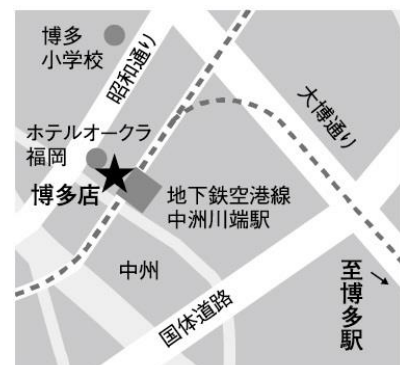 博多
小学校
昭和通り
大博通り
ホテルオークラ
福岡
博多店
地下鉄空港線
中洲川端駅
中州
国体道路
至博多駅